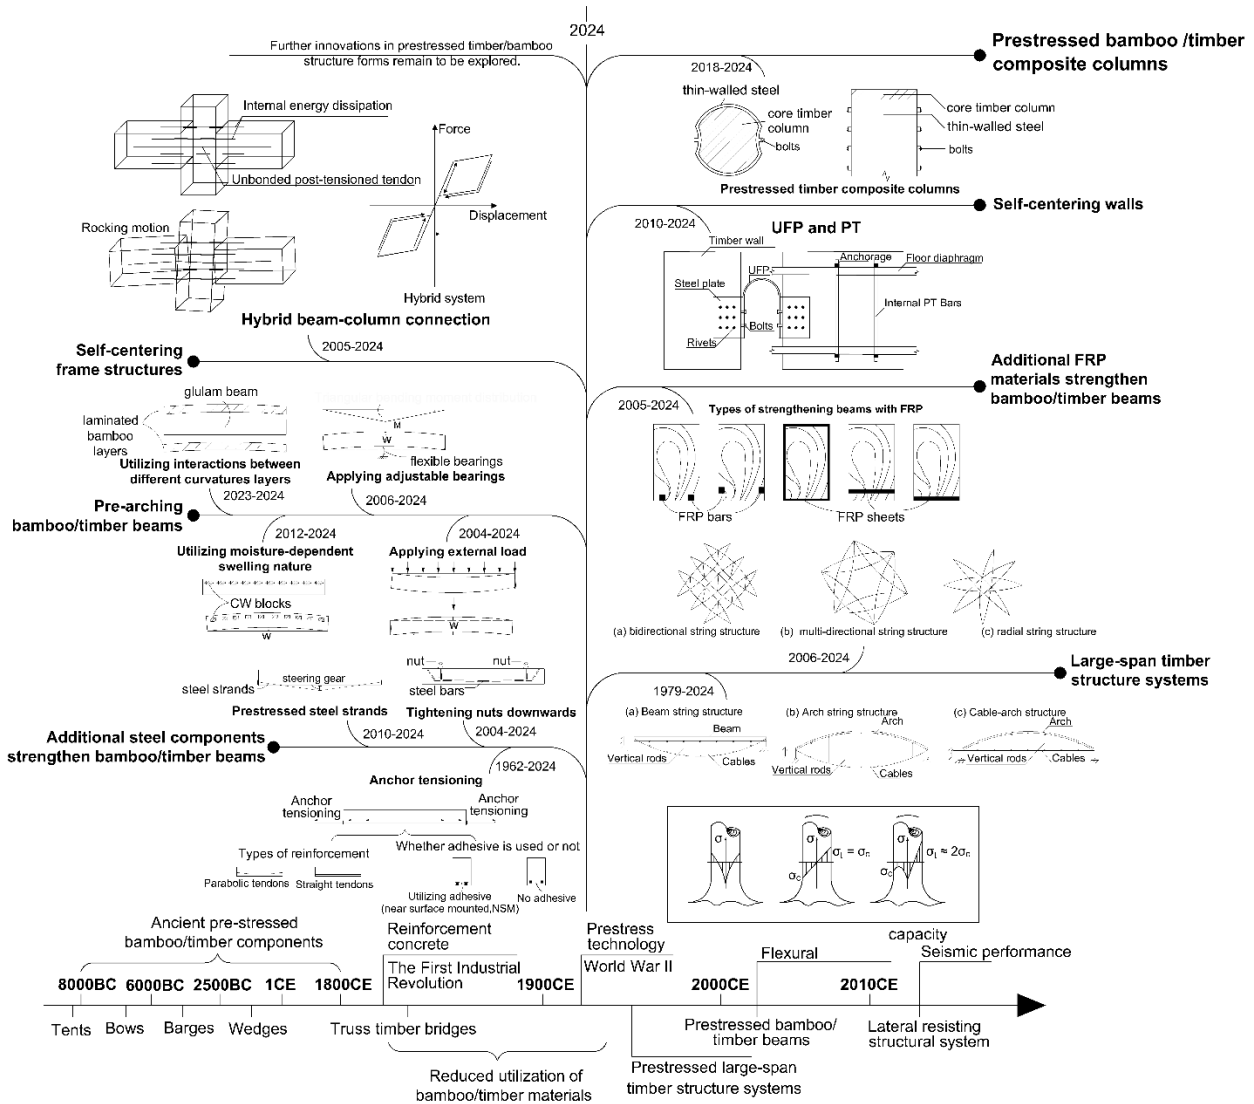 2024
Further innovations in prestressed timber/bamboo
structure forms remain to be explored.
Internal energy dissipation
Unbonded post-tensioned tendon
Rocking motion
Force
Displacement
Hybrid system
Hybrid beam-column connection
2005-2024
Self-centering
frame structures
glulam beam
laminated
bamboo
layers
Utilizing interactions between
different curvatures layers
2023-2024
M
W
flexible bearings
Applying adjustable bearings
2006-2024
Pre-arching
bamboo/timber beams
2012-2024
Utilizing moisture-dependent
swelling nature
CW blocks
W
2004-2024
Applying external load
W
steel strands
steering gear
Prestressed steel strands
2010-2024
nut
nut
steel bars
Tightening nuts downwards
2004-2024
Additional steel components
strengthen bamboo/timber beams
1962-2024
Anchor tensioning
Anchor
tensioning
Anchor
tensioning
Types of reinforcement
Whether adhesive is used or not
Parabolic tendons
Straight tendons
Utilizing adhesive
(near surface mounted,NSM)
No adhesive
Prestressed bamboo /timber
composite columns
2018-2024
thin-walled steel
core timber
column
bolts
core timber column
thin-walled steel
bolts
Prestressed timber composite columns
Self-centering walls
2010-2024
UFP and PT
Timber wall
Anchorage
Floor diaphragm
UFP
Steel plate
Internal PT Bars
Bolts
Rivets
Additional FRP
materials strengthen
bamboo/timber beams
2005-2024
Types of strengthening beams with FRP
FRP bars
FRP sheets
(a) bidirectional string structure
(b) multi-directional string structure
(c) radial string structure
2006-2024
Large-span timber
structure systems
1979-2024
(a) Beam string structure
(b) Arch string structure
(c) Cable-arch structure
Beam
Vertical rods
Cables
Arch
Vertical rods
Cables
Arch
Vertical rods
Cables
σ
σ
σ
capacity
Ancient pre-stressed
bamboo/timber components
Reinforcement
concrete
The First Industrial
Revolution
Prestress
technology
World War II
Flexural
Seismic performance
8000BC
6000BC
2500BC
1CE
1800CE
1900CE
2000CE
2010CE
Tents
Bows
Barges
Wedges
Truss timber bridges
Prestressed bamboo/
timber beams
Lateral resisting
structural system
Reduced utilization of
bamboo/timber materials
Prestressed large-span
timber structure systems